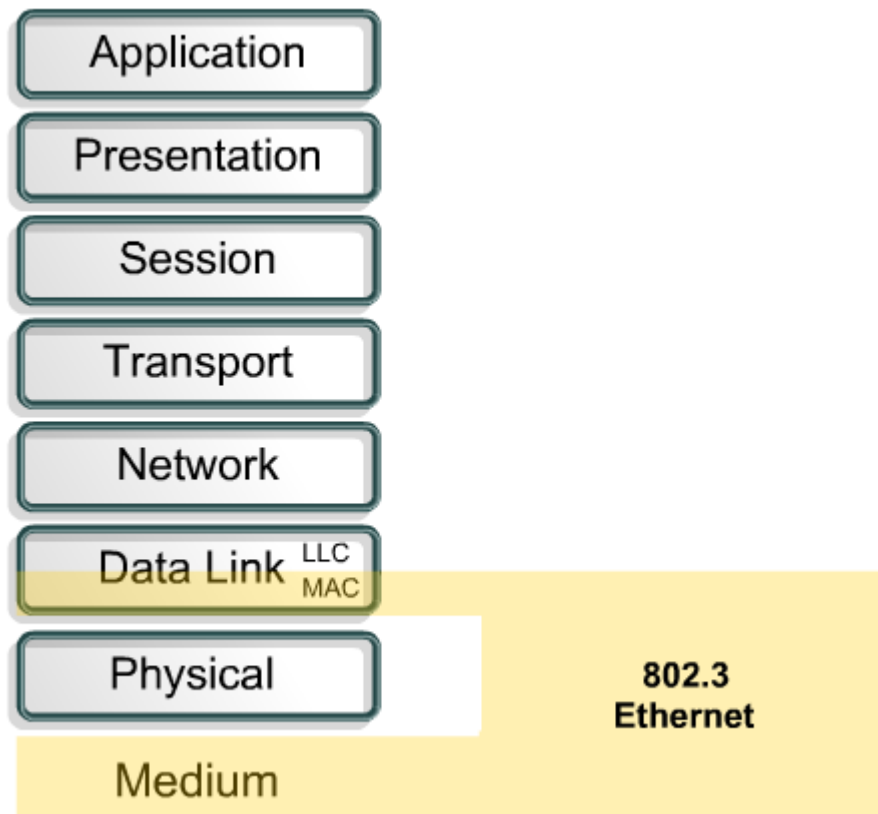 Application
Presentation
Session
Transport
Network
Data Link LLC
MAC
Physical
802.3
Ethernet
Medium